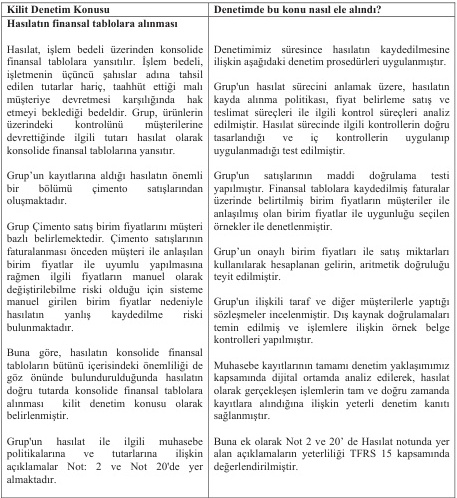 Kilit Denetim Konusu
Hasılatın finansal tablolara alınması
Hasılat, işlem bedeli üzerinden konsolide
finansal tablolara yansıtılır. İşlem bedeli,
işletmenin üçüncü şahıslar adına tahsil
edilen tutarlar hariç, taahhüt ettiği malı
müşteriye devretmesi karşılığında hak
etmeyi beklediği bedeldir. Grup, ürünlerin
üzerindeki kontrolünü müşterilerine
devrettiğinde ilgili tutarı hasılat olarak
konsolide finansal tablolarına yansıtır.
Grup’un kayıtlarına aldığı hasılatın önemli
bir bölümü çimento satışlarından
oluşmaktadır.
Grup Çimento satış birim fiyatlarını müşteri
bazlı belirlemektedir. Çimento satışlarının
faturalanması önceden müşteri ile anlaşılan
birim fiyatlar ile uyumlu yapılmasına
rağmen ilgili fiyatların manuel olarak
değiştirilebilme riski olduğu için sisteme
manuel girilen birim fiyatlar nedeniyle
hasılatın yanlış kaydedilme riski
bulunmaktadır.
Buna göre, hasılatın konsolide finansal
tabloların bütünü içerisindeki önemliliği de
göz önünde bulundurulduğunda hasılatın
doğru tutarda konsolide finansal tablolara
alınması kilit denetim konusu olarak
belirlenmiştir.
Grup'un hasılat ile ilgili muhasebe
politikalarına ve tutarlarına ilişkin
açıklamalar Not: 2 ve Not 20'de yer
almaktadır.
Denetimde bu konu nasıl ele alındı?
Denetimimiz süresince hasılatın kaydedilmesine
ilişkin aşağıdaki denetim prosedürleri uygulanmıştır.
Grup'un hasılat sürecini anlamak üzere, hasılatın
kayda alınma politikası, fiyat belirleme satış ve
teslimat süreçleri ile ilgili kontrol süreçleri analiz
edilmiştir. Hasılat sürecinde ilgili kontrollerin doğru
tasarlandığı ve iç kontrollerin uygulanıp
uygulanmadığı test edilmiştir.
Grup'un satışlarının maddi doğrulama testi
yapılmıştır. Finansal tablolara kaydedilmiş faturalar
üzerinde belirtilmiş birim fiyatların müşteriler ile
anlaşılmış olan birim fiyatlar ile uygunluğu seçilen
örnekler ile denetlenmiştir.
Grup’un onaylı birim fiyatları ile satış miktarları
kullanılarak hesaplanan gelirin, aritmetik doğruluğu
teyit edilmiştir.
Grup'un ilişkili taraf ve diğer müşterilerle yaptığı
sözleşmeler incelenmiştir. Dış kaynak doğrulamaları
temin edilmiş ve işlemlere ilişkin örnek belge
kontrolleri yapılmıştır.
Muhasebe kayıtlarının tamamı denetim yaklaşımımız
kapsamında dijital ortamda analiz edilerek, hasılat
olarak gerçekleşen işlemlerin tam ve doğru zamanda
kayıtlara alındığına ilişkin yeterli denetim kanıtı
sağlanmıştır.
Buna ek olarak Not 2 ve 20’ de Hasılat notunda yer
alan açıklamaların yeterliliği TFRS 15 kapsamında
değerlendirilmiştir.